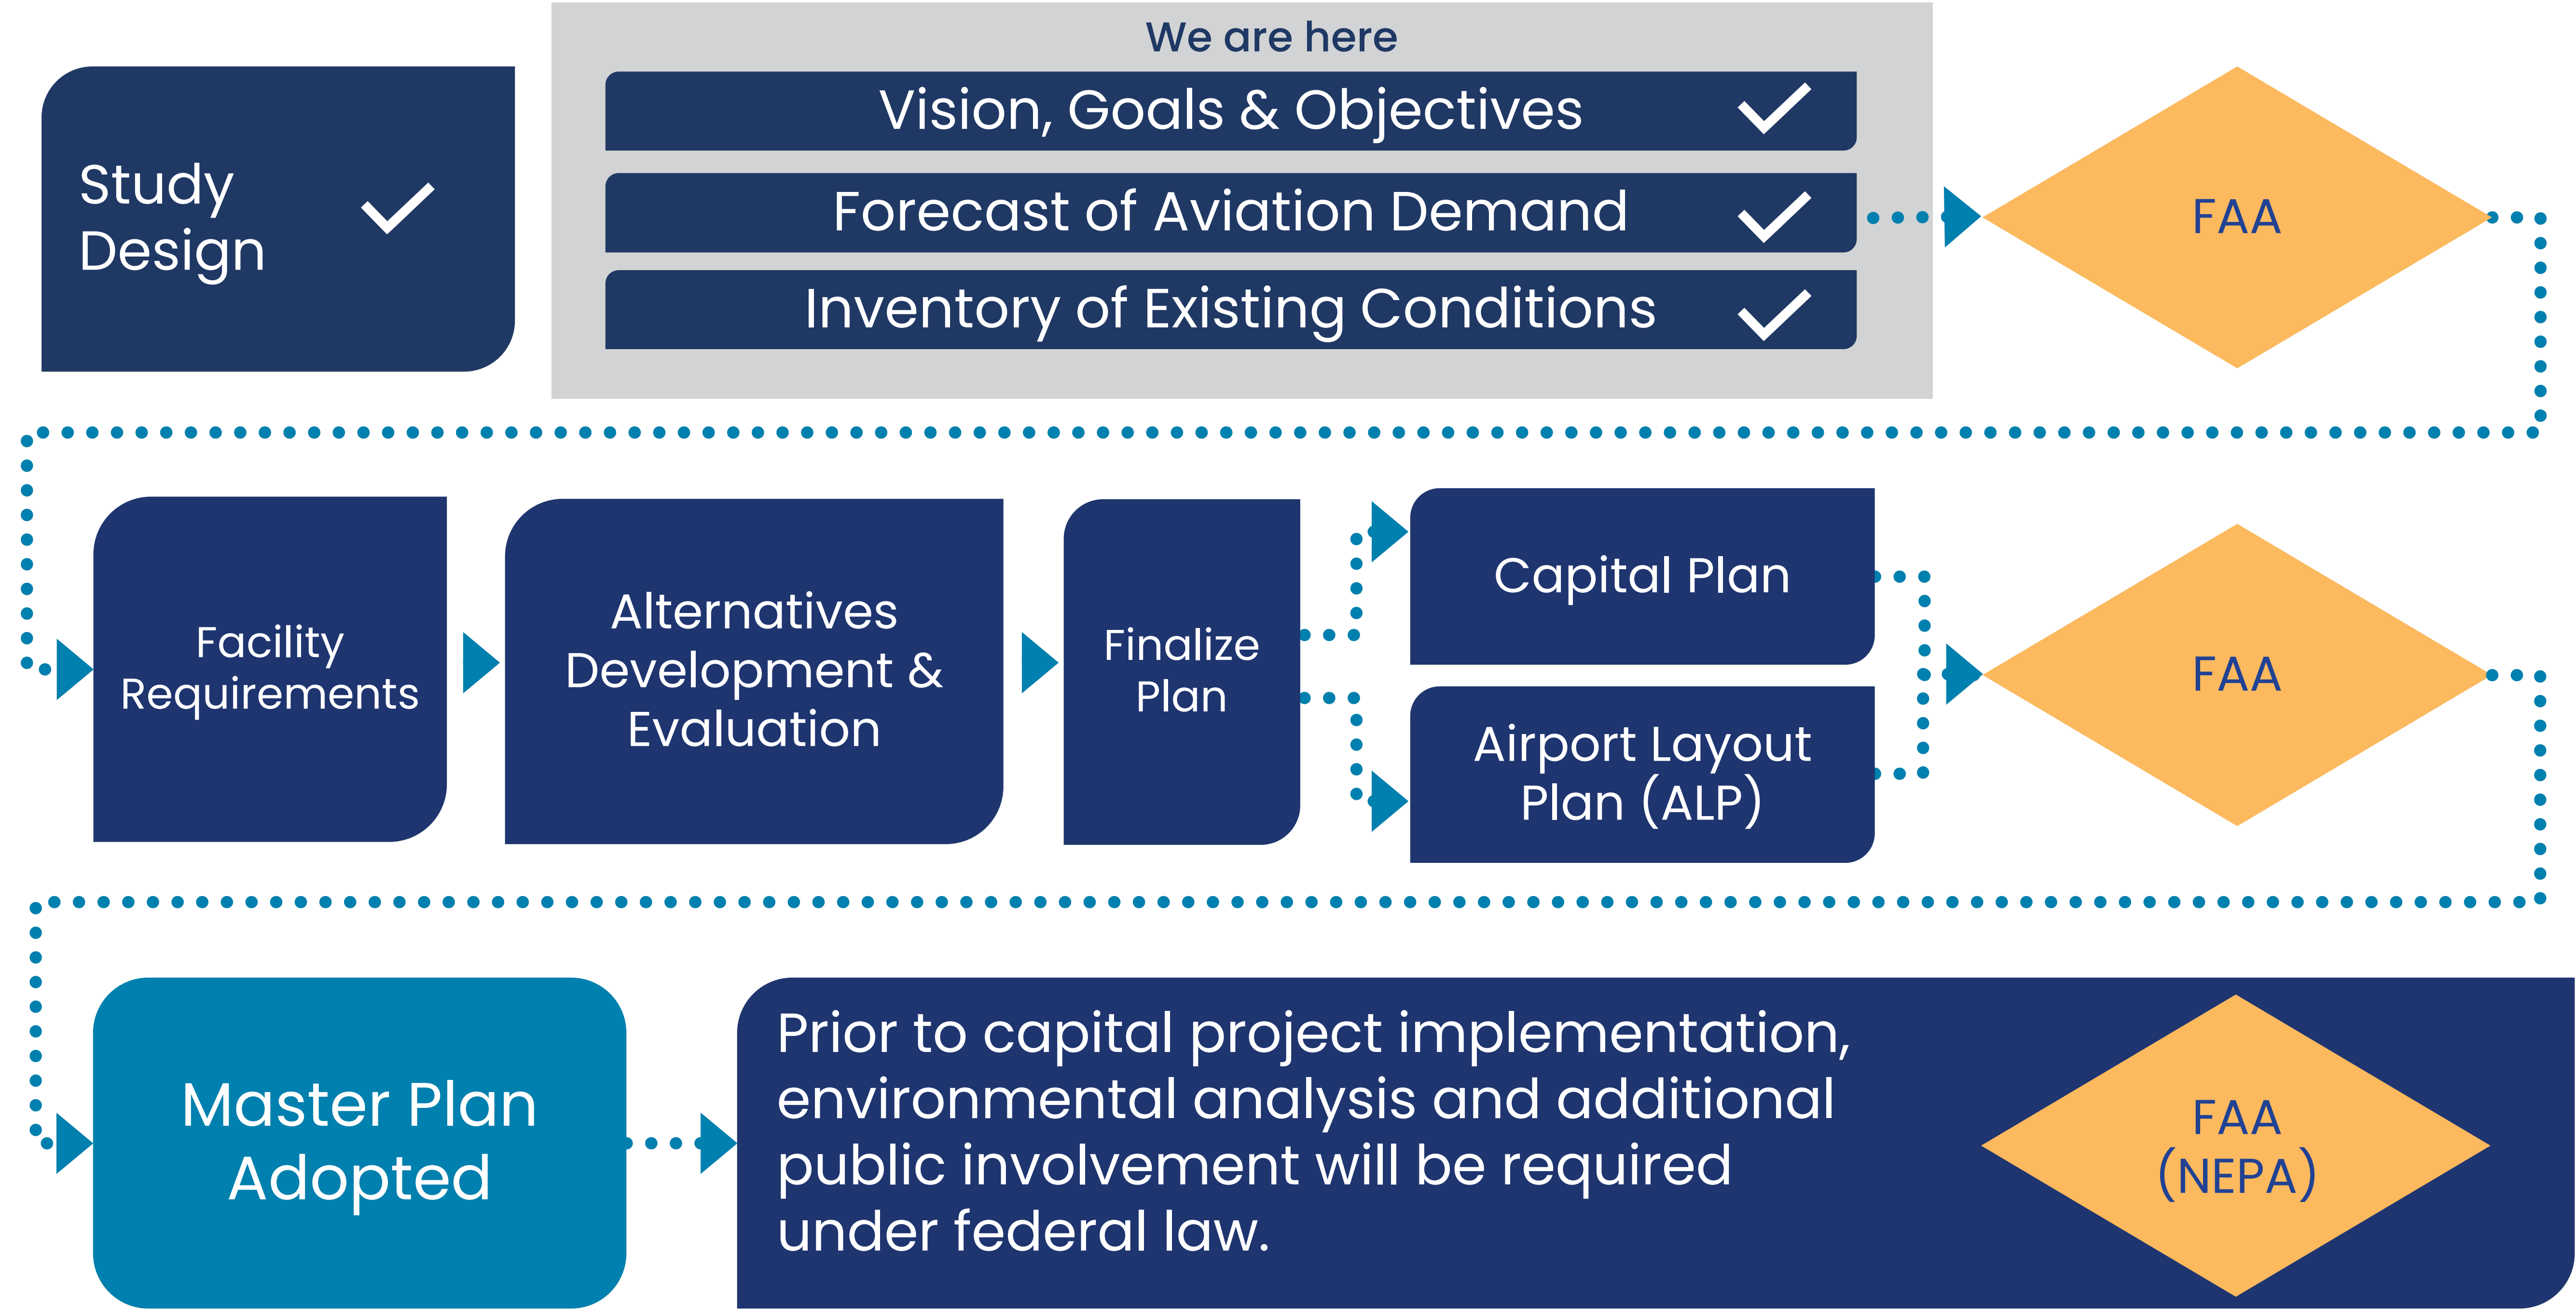 We are here
Study
Design
Vision, Goals & Objectives
Forecast of Aviation Demand
Inventory of Existing Conditions
FAA
Facility
Requirements
Alternatives
Development &
Evaluation
Finalize
Plan
Capital Plan
Airport Layout
Plan (ALP)
FAA
Master Plan
Adopted
Prior to capital project implementation,
environmental analysis and additional
public involvement will be required
under federal law.
FAA
(NEPA)